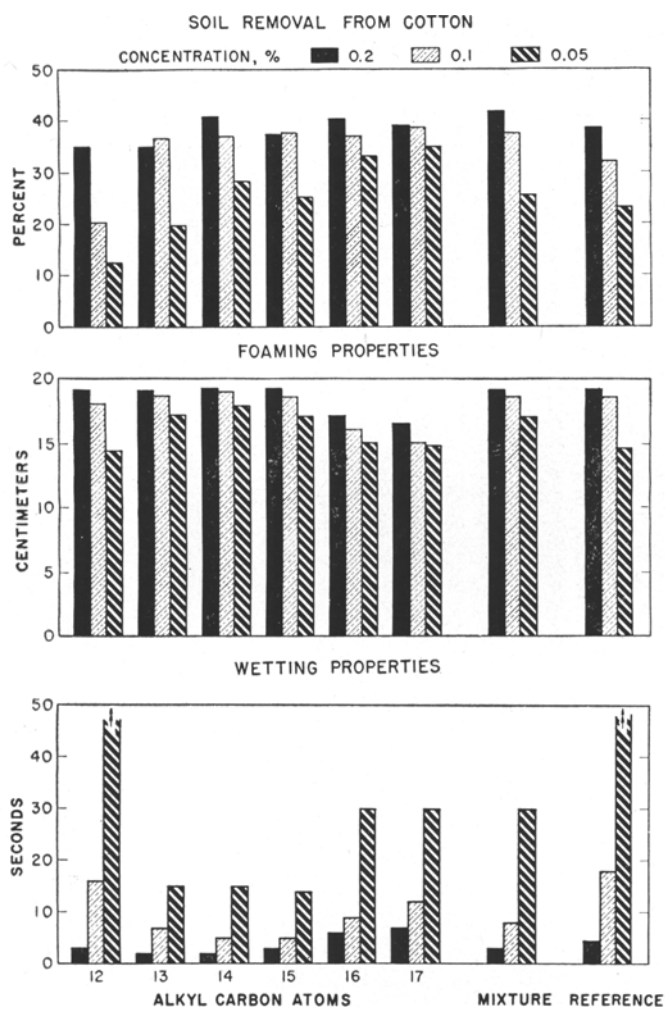 SOIL REMOVAL FROM COTTON
CONCENTRATION, % 0.2 0.1 0.05
50
40
30
20
10
0
PERCENT
FOAMING PROPERTIES
20
15
10
5
0
CENTIMETERS
WETTING PROPERTIES
50
40
30
20
10
0
SECONDS
12 13 14 15 16 17
ALKYL CARBON ATOMS MIXTURE REFERENCE